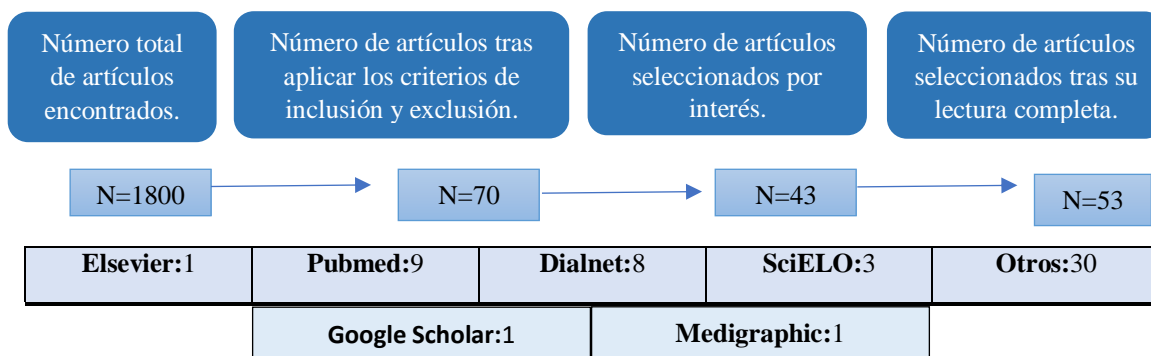 Número total
de artículos
encontrados.
Número de artículos tras
aplicar los criterios de
inclusión y exclusión.
Número de artículos
seleccionados por
interés.
Número de artículos
seleccionados tras su
lectura completa.
N=1800
N=70
N=43
N=53
Elsevier:1
Pubmed:9
Dialnet:8
SciELO:3
Otros:30
Google Scholar:1
Medigraphic:1